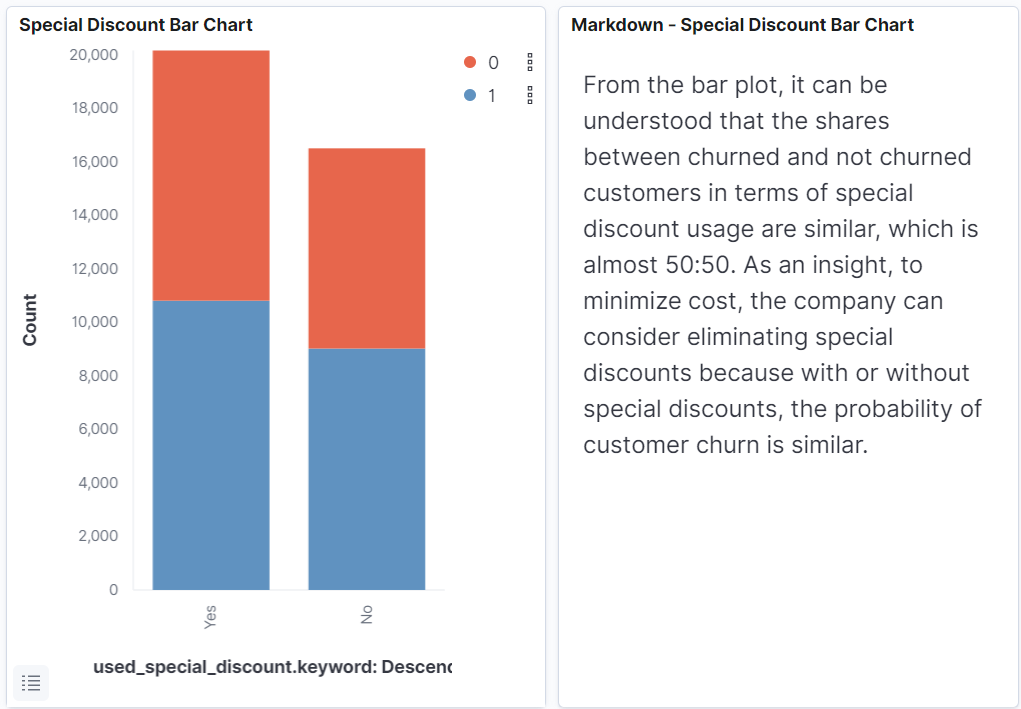 Special Discount Bar Chart
20,000
18,000
16,000
14,000
12,000
10,000
8,000
6,000
4,000
2,000
0
Count
Yes
No
used_special_discount.keyword: Descen
0
1
Markdown - Special Discount Bar Chart
From the bar plot, it can be
understood that the shares
between churned and not churned
customers in terms of special
discount usage are similar, which is
almost 50:50. As an insight, to
minimize cost, the company can
consider eliminating special
discounts because with or without
special discounts, the probability of
customer churn is similar.